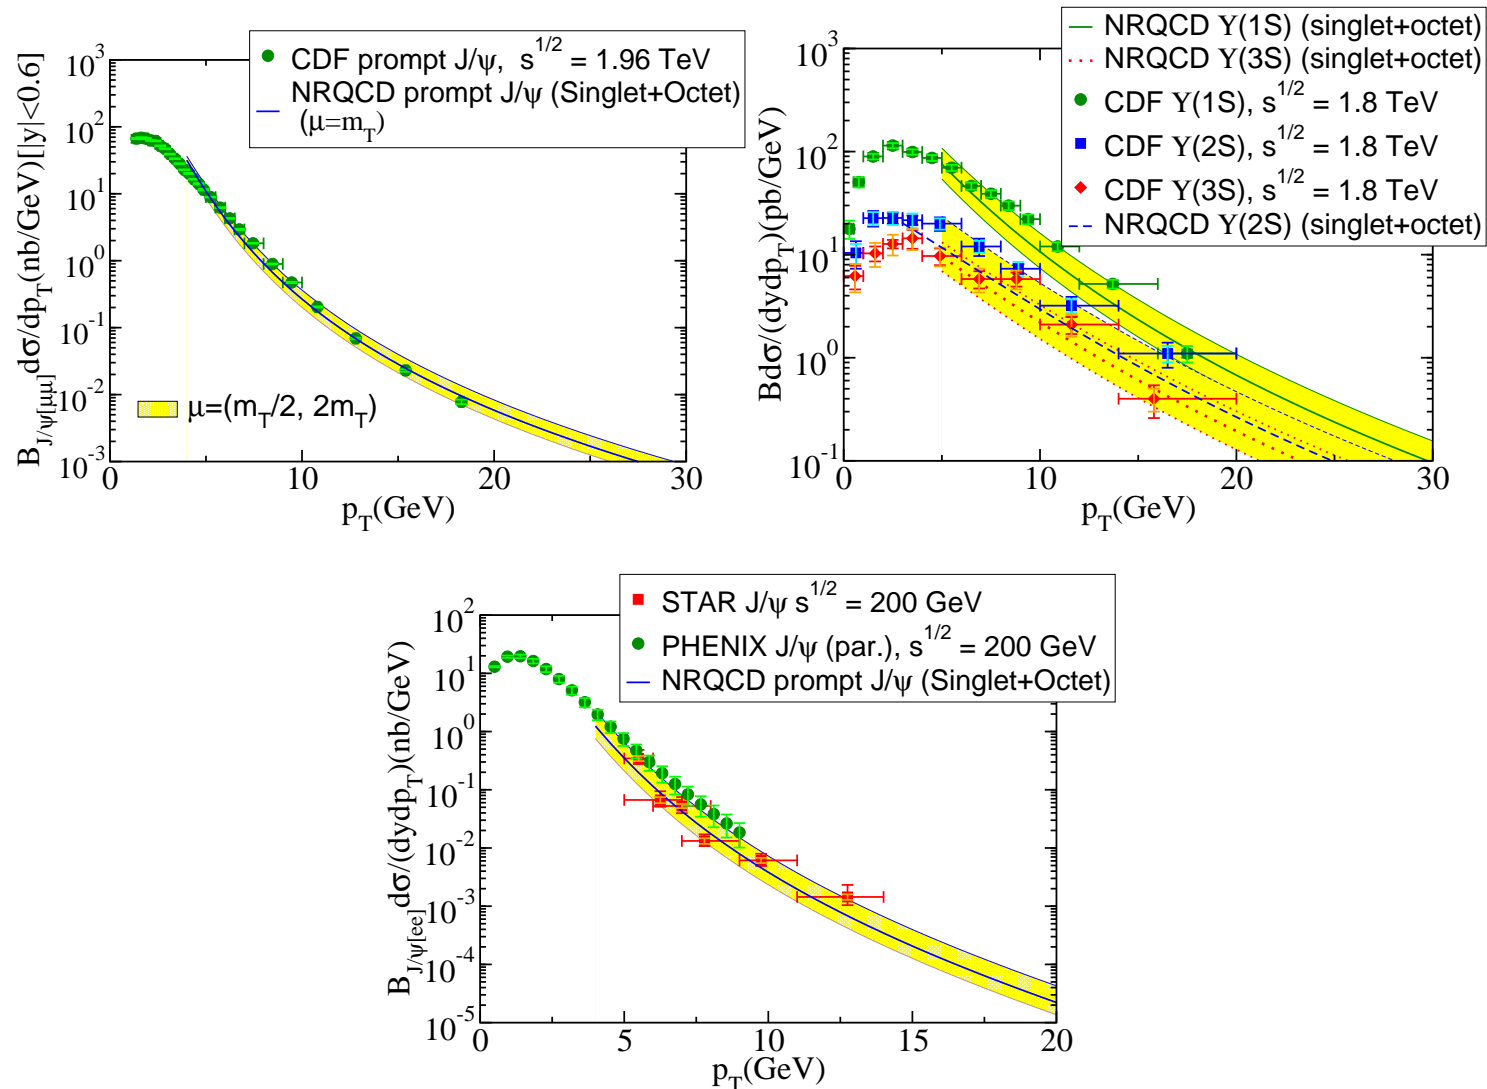 CDF prompt J/ψ, s^1/2 = 1.96 TeV
NRQCD prompt J/ψ (Singlet+Octet)
(μ=m_T)
B_J/ψ[μμ]dσ/dp_T(nb/GeV)[|y|<0.6]
10^3
10^2
10^1
10^0
10^-1
10^-2
10^-3
μ=(m_T/2, 2m_T)
0 10 20 30
p_T(GeV)
NRQCD Υ(1S) (singlet+octet)
NRQCD Υ(3S) (singlet+octet)
CDF Υ(1S), s^1/2 = 1.8 TeV
CDF Υ(2S), s^1/2 = 1.8 TeV
CDF Υ(3S), s^1/2 = 1.8 TeV
NRQCD Υ(2S) (singlet+octet)
Bdσ/(dydp_T)(pb/GeV)
10^3
10^2
10^1
10^0
10^-1
0 10 20 30
p_T(GeV)
STAR J/ψ s^1/2 = 200 GeV
PHENIX J/ψ (par.), s^1/2 = 200 GeV
NRQCD prompt J/ψ (Singlet+Octet)
B_J/ψ[ee]dσ/(dydp_T)(nb/GeV)
10^2
10^1
10^0
10^-1
10^-2
10^-3
10^-4
10^-5
0 5 10 15 20
p_T(GeV)